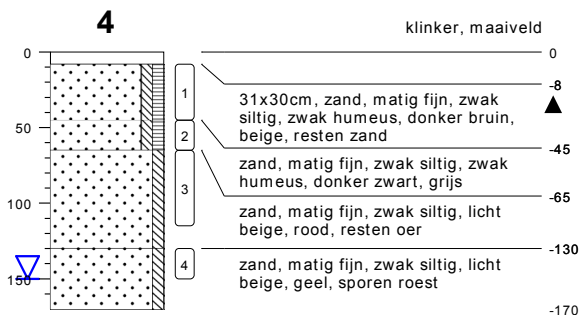 4
klinker, maaiveld
0
0
-8
1
31x30cm, zand, matig fijn, zwak
siltig, zwak humeus, donker bruin,
beige, resten zand
50
2
-45
zand, matig fijn, zwak siltig, zwak
humeus, donker zwart, grijs
3
-65
100
zand, matig fijn, zwak siltig, licht
beige, rood, resten oer
-130
4
zand, matig fijn, zwak siltig, licht
beige, geel, sporen roest
150
-170